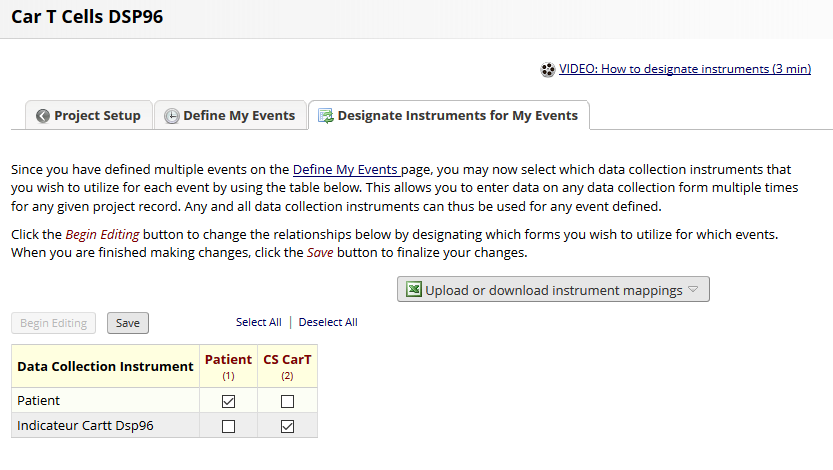 Car T Cells DSP96
VIDEO: How to designate instruments (3 min)
Project Setup Define My Events Designate Instruments for My Events
Since you have defined multiple events on the Define My Events page, you may now select which data collection instruments that
you wish to utilize for each event by using the table below. This allows you to enter data on any data collection form multiple times
for any given project record. Any and all data collection instruments can thus be used for any event defined.
Click the Begin Editing button to change the relationships below by designating which forms you wish to utilize for which events.
When you are finished making changes, click the Save button to finalize your changes.
Upload or download instrument mappings
Begin Editing Save Select All | Deselect All
Data Collection Instrument Patient CS CarT
(1) (2)
Patient
Indicateur Cartt Dsp96